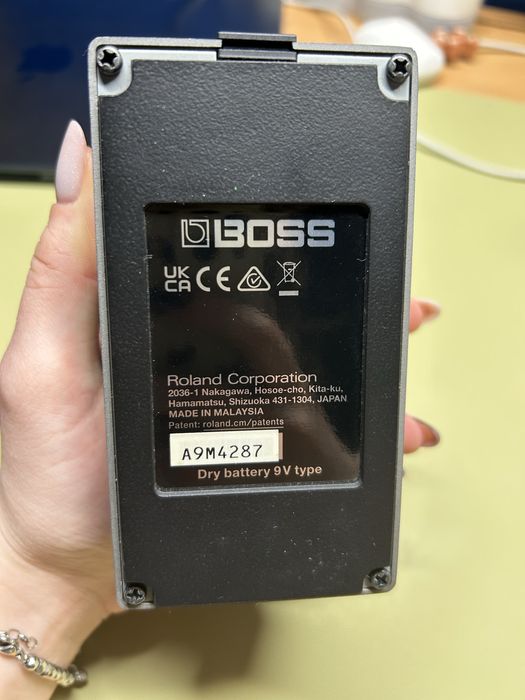 BOSS
UK
CA CE
Roland Corporation
2036-1 Nakagawa, Hosoe-cho, Kita-ku,
Hamamatsu, Shizuoka 431-1304, JAPAN
MADE IN MALAYSIA
Patent: roland.cm/patents
A9M4287
Dry battery 9V type